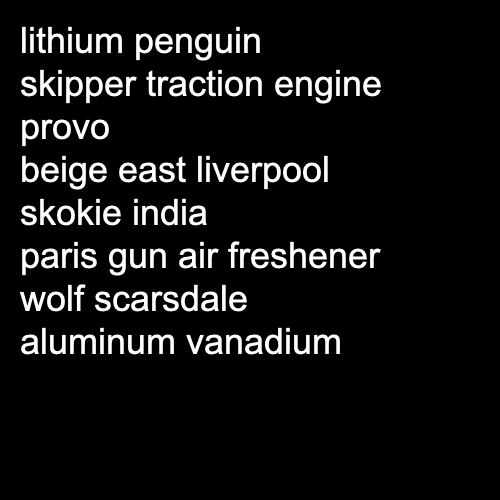 lithium penguin
skipper traction engine
provo
beige east liverpool
skokie india
paris gun air freshener
wolf scarsdale
aluminum vanadium